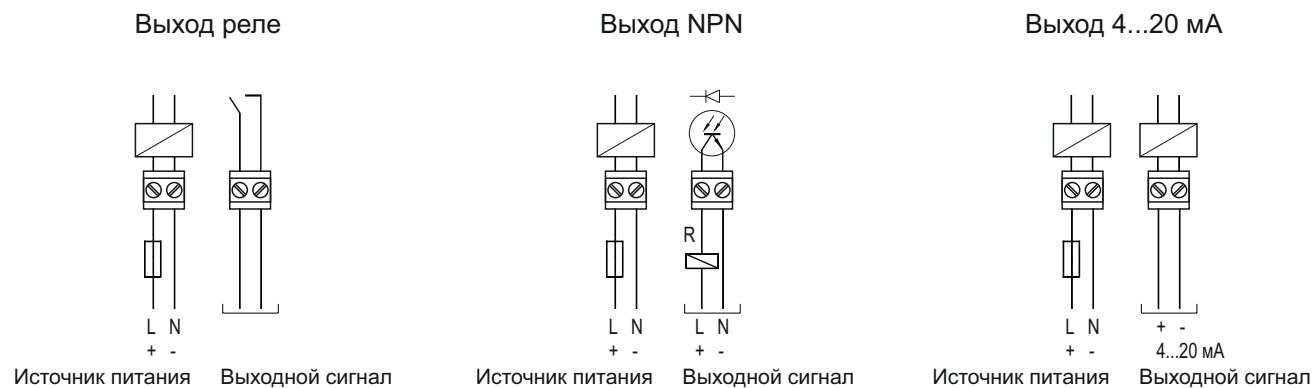 Выход реле
L N
+ -
Источник питания
Выходной сигнал
Выход NPN
R
L N
+ -
Источник питания
L N
+ -
Выходной сигнал
Выход 4...20 мА
L N
+ -
Источник питания
+ -
4...20 мА
Выходной сигнал